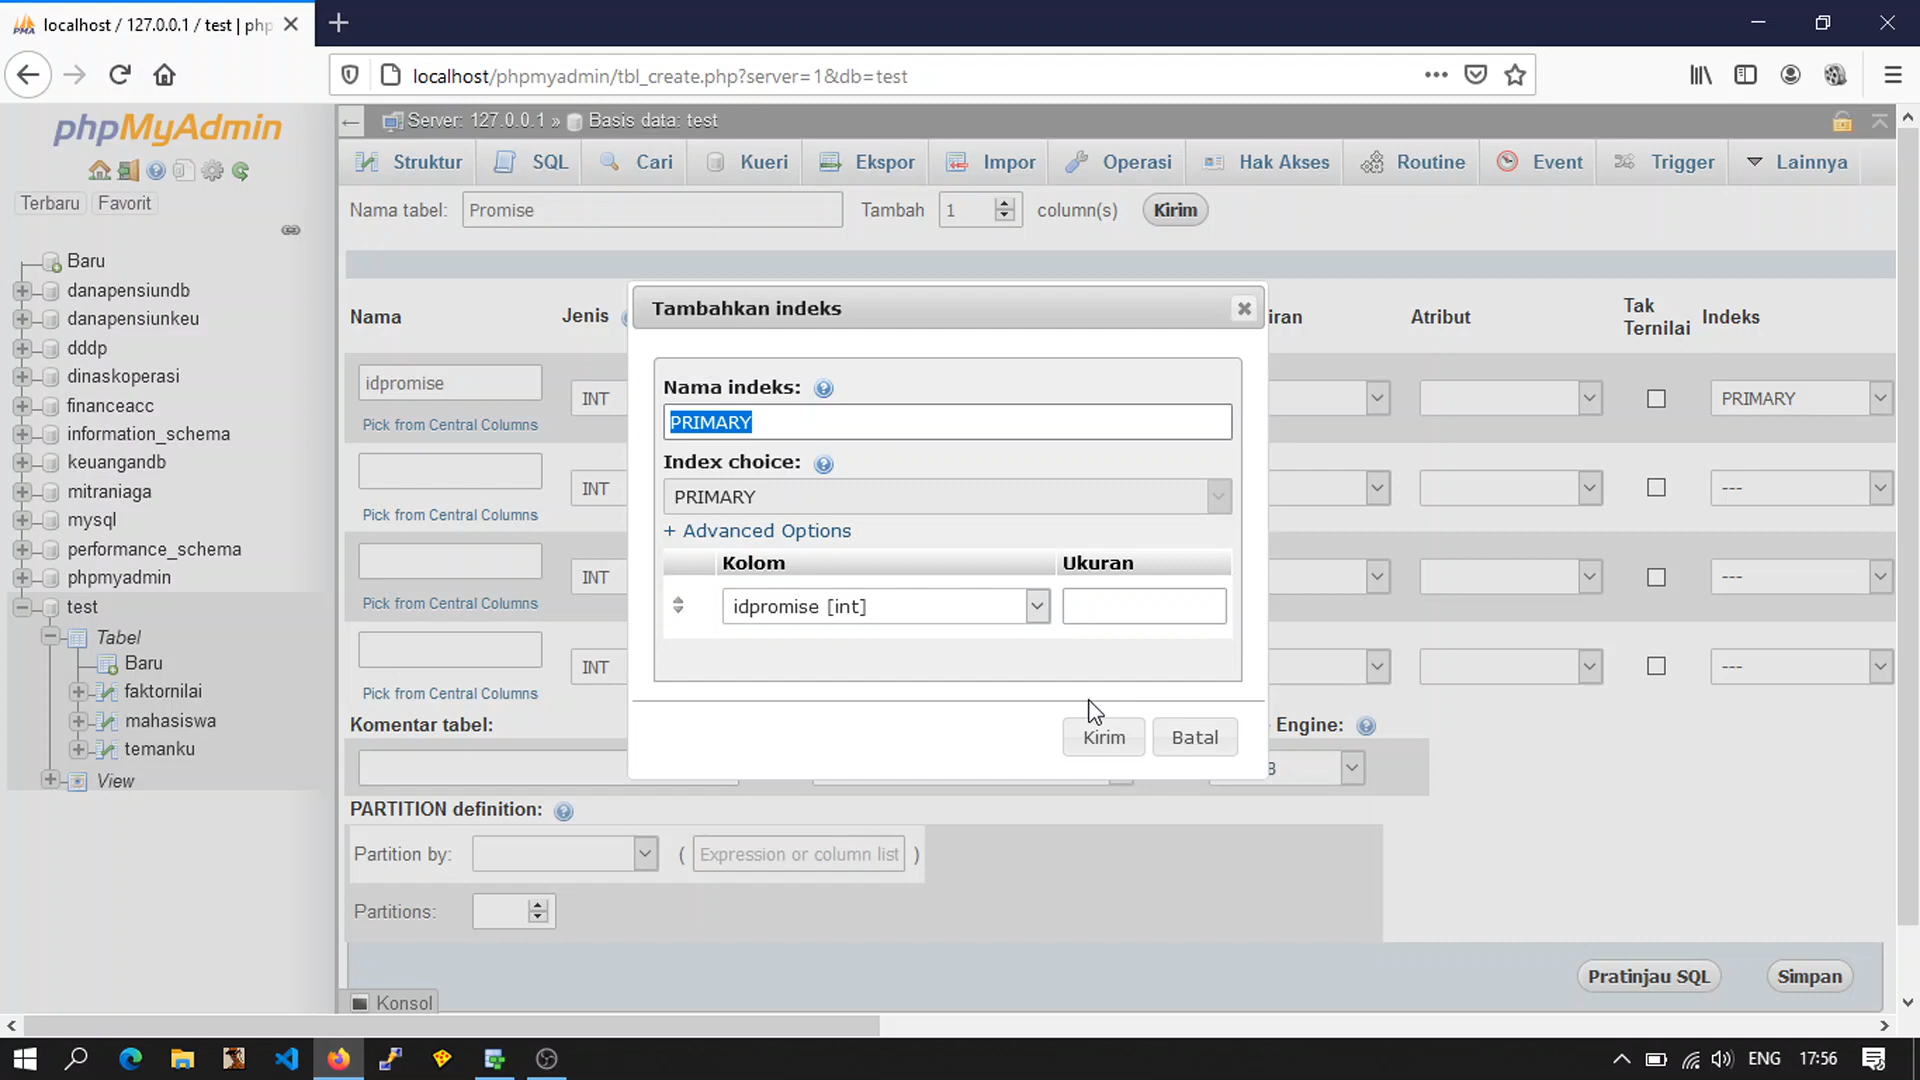 localhost / 127.0.0.1 / test | php
localhost/phpmyadmin/tbl_create.php?server=1&db=test
phpMyAdmin
Terbaru
Favorit
Baru
danapensiundb
danapensiunkeu
dddp
dinaskoperasi
financeacc
information_schema
keuangandb
mitraniaga
mysql
performance_schema
phpmyadmin
test
Tabel
Baru
faktornilai
mahasiswa
temanku
View
Server: 127.0.0.1 » Basis data: test
Struktur SQL Cari Kueri Ekspor Impor Operasi Hak Akses Routine Event Trigger Lainnya
Nama tabel: Promise Tambah 1 column(s) Kirim
Nama Jenis iran Atribut Tak Ternilai Indeks
idpromise INT PRIMARY
Pick from Central Columns
INT ---
Pick from Central Columns
INT ---
Pick from Central Columns
INT ---
Pick from Central Columns
Tambahkan indeks
Nama indeks:
PRIMARY
Index choice:
PRIMARY
+ Advanced Options
Kolom Ukuran
idpromise [int]
Kirim Batal
Komentar tabel: Engine:
B
PARTITION definition:
Partition by: ( Expression or column list )
Partitions:
Pratinjau SQL Simpan
Konsol
ENG 17:56